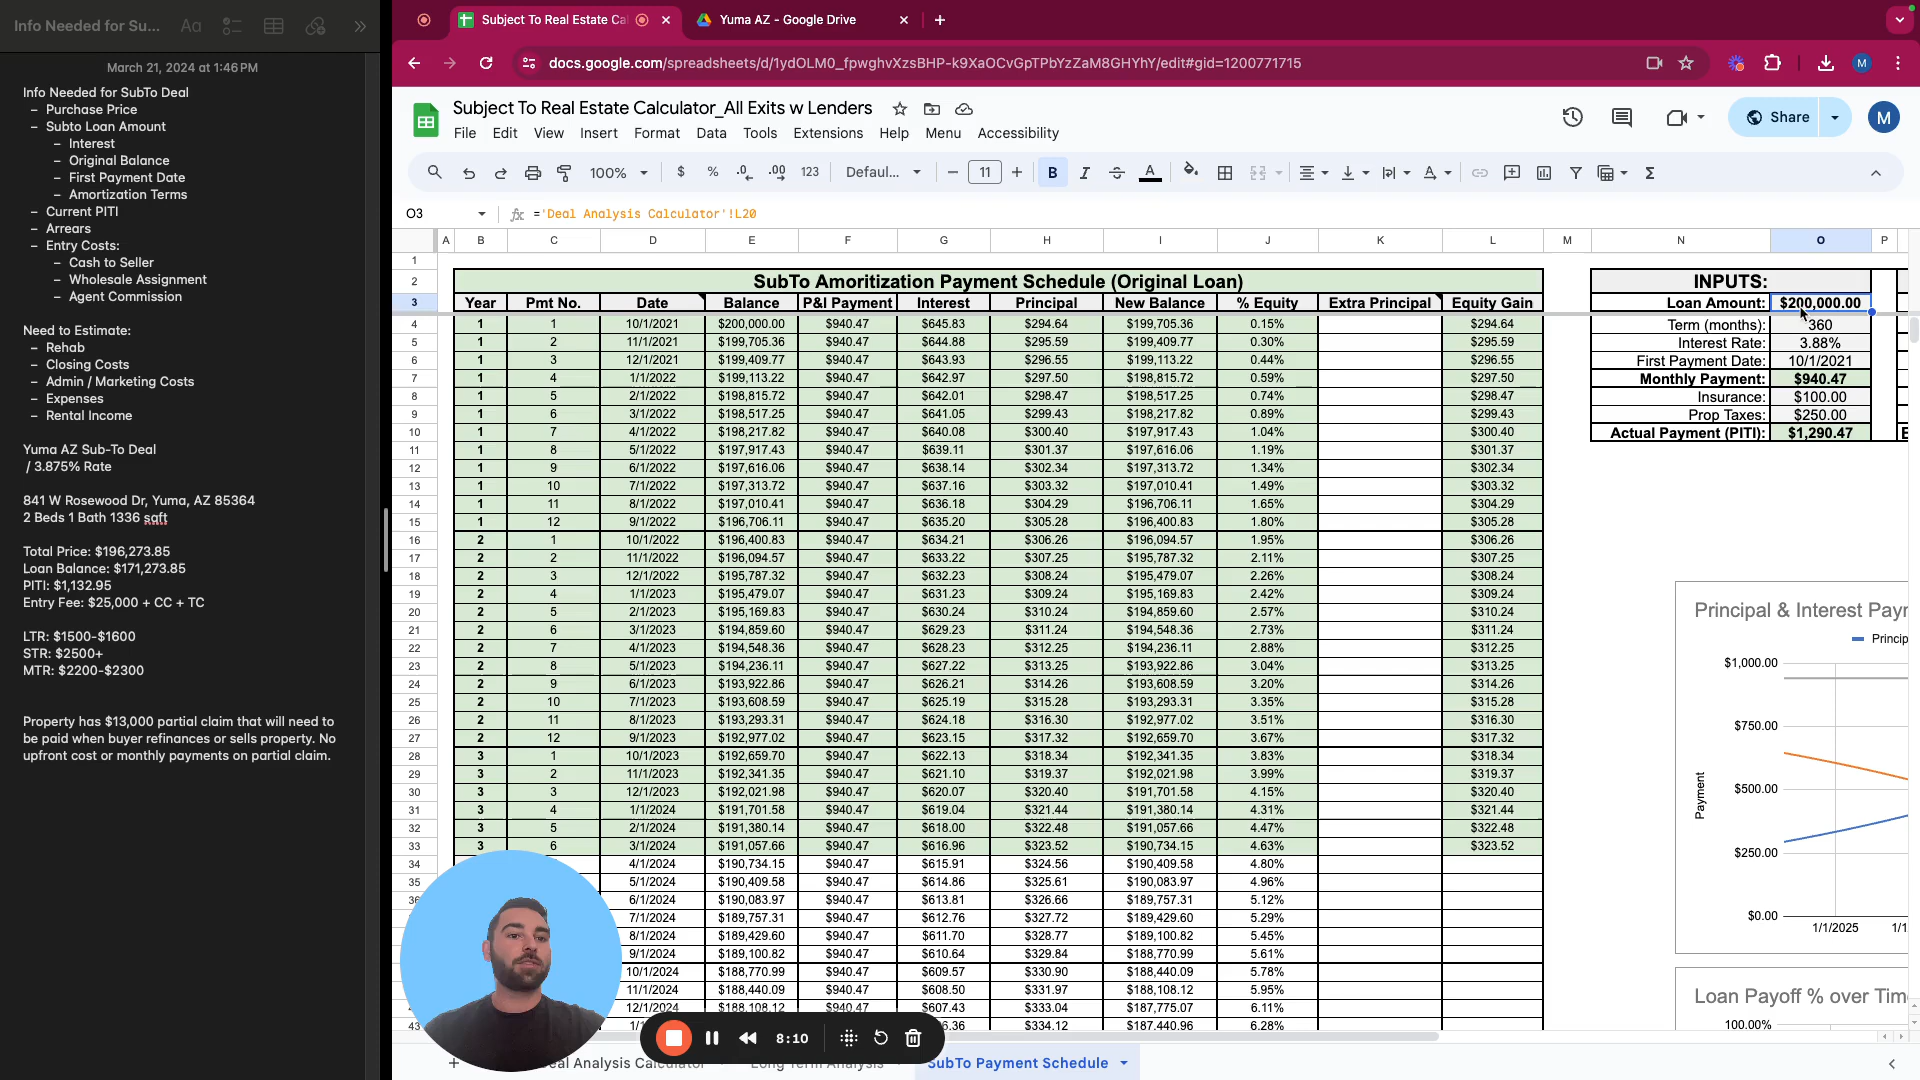 Info Needed for Su...
March 21, 2024 at 1:46 PM
Info Needed for SubTo Deal
– Purchase Price
– Subto Loan Amount
– Interest
– Original Balance
– First Payment Date
– Amortization Terms
– Current PITI
– Arrears
– Entry Costs:
– Cash to Seller
– Wholesale Assignment
– Agent Commission
Need to Estimate:
– Rehab
– Closing Costs
– Admin / Marketing Costs
– Expenses
– Rental Income
Yuma AZ Sub-To Deal
/ 3.875% Rate
841 W Rosewood Dr, Yuma, AZ 85364
2 Beds 1 Bath 1336 sqft
Total Price: $196,273.85
Loan Balance: $171,273.85
PITI: $1,132.95
Entry Fee: $25,000 + CC + TC
LTR: $1500-$1600
STR: $2500+
MTR: $2200-$2300
Property has $13,000 partial claim that will need to
be paid when buyer refinances or sells property. No
upfront cost or monthly payments on partial claim.
Subject To Real Estate Cal
Yuma AZ - Google Drive
docs.google.com/spreadsheets/d/1ydOLM0_fpwghvXzsBHP-k9XaOCvGpTPbYzZaM8GHYhY/edit#gid=1200771715
Subject To Real Estate Calculator_All Exits w Lenders
File Edit View Insert Format Data Tools Extensions Help Menu Accessibility
Share
M
100% $ % .0 .00 123 Defaul... 11 B I A
O3 fx ='Deal Analysis Calculator'!L20
A B C D E F G H I J K L M N O P
1
2 SubTo Amoritization Payment Schedule (Original Loan) INPUTS:
3 Year Pmt No. Date Balance P&I Payment Interest Principal New Balance % Equity Extra Principal Equity Gain Loan Amount: $200,000.00
4 1 1 10/1/2021 $200,000.00 $940.47 $645.83 $294.64 $199,705.36 0.15% $294.64 Term (months): 360
5 1 2 11/1/2021 $199,705.36 $940.47 $644.88 $295.59 $199,409.77 0.30% $295.59 Interest Rate: 3.88%
6 1 3 12/1/2021 $199,409.77 $940.47 $643.93 $296.55 $199,113.22 0.44% $296.55 First Payment Date: 10/1/2021
7 1 4 1/1/2022 $199,113.22 $940.47 $642.97 $297.50 $198,815.72 0.59% $297.50 Monthly Payment: $940.47
8 1 5 2/1/2022 $198,815.72 $940.47 $642.01 $298.47 $198,517.25 0.74% $298.47 Insurance: $100.00
9 1 6 3/1/2022 $198,517.25 $940.47 $641.05 $299.43 $198,217.82 0.89% $299.43 Prop Taxes: $250.00
10 1 7 4/1/2022 $198,217.82 $940.47 $640.08 $300.40 $197,917.43 1.04% $300.40 Actual Payment (PITI): $1,290.47
11 1 8 5/1/2022 $197,917.43 $940.47 $639.11 $301.37 $197,616.06 1.19% $301.37
12 1 9 6/1/2022 $197,616.06 $940.47 $638.14 $302.34 $197,313.72 1.34% $302.34
13 1 10 7/1/2022 $197,313.72 $940.47 $637.16 $303.32 $197,010.41 1.49% $303.32
14 1 11 8/1/2022 $197,010.41 $940.47 $636.18 $304.29 $196,706.11 1.65% $304.29
15 1 12 9/1/2022 $196,706.11 $940.47 $635.20 $305.28 $196,400.83 1.80% $305.28
16 2 1 10/1/2022 $196,400.83 $940.47 $634.21 $306.26 $196,094.57 1.95% $306.26
17 2 2 11/1/2022 $196,094.57 $940.47 $633.22 $307.25 $195,787.32 2.11% $307.25
18 2 3 12/1/2022 $195,787.32 $940.47 $632.23 $308.24 $195,479.07 2.26% $308.24
19 2 4 1/1/2023 $195,479.07 $940.47 $631.23 $309.24 $195,169.83 2.42% $309.24
20 2 5 2/1/2023 $195,169.83 $940.47 $630.24 $310.24 $194,859.60 2.57% $310.24
21 2 6 3/1/2023 $194,859.60 $940.47 $629.23 $311.24 $194,548.36 2.73% $311.24
22 2 7 4/1/2023 $194,548.36 $940.47 $628.23 $312.25 $194,236.11 2.88% $312.25
23 2 8 5/1/2023 $194,236.11 $940.47 $627.22 $313.25 $193,922.86 3.04% $313.25
24 2 9 6/1/2023 $193,922.86 $940.47 $626.21 $314.26 $193,608.59 3.20% $314.26
25 2 10 7/1/2023 $193,608.59 $940.47 $625.19 $315.28 $193,293.31 3.35% $315.28
26 2 11 8/1/2023 $193,293.31 $940.47 $624.18 $316.30 $192,977.02 3.51% $316.30
27 2 12 9/1/2023 $192,977.02 $940.47 $623.15 $317.32 $192,659.70 3.67% $317.32
28 3 1 10/1/2023 $192,659.70 $940.47 $622.13 $318.34 $192,341.35 3.83% $318.34
29 3 2 11/1/2023 $192,341.35 $940.47 $621.10 $319.37 $192,021.98 3.99% $319.37
30 3 3 12/1/2023 $192,021.98 $940.47 $620.07 $320.40 $191,701.58 4.15% $320.40
31 3 4 1/1/2024 $191,701.58 $940.47 $619.04 $321.44 $191,380.14 4.31% $321.44
32 3 5 2/1/2024 $191,380.14 $940.47 $618.00 $322.48 $191,057.66 4.47% $322.48
33 3 6 3/1/2024 $191,057.66 $940.47 $616.96 $323.52 $190,734.15 4.63% $323.52
34 4/1/2024 $190,734.15 $940.47 $615.91 $324.56 $190,409.58 4.80%
35 5/1/2024 $190,409.58 $940.47 $614.86 $325.61 $190,083.97 4.96%
36 6/1/2024 $190,083.97 $940.47 $613.81 $326.66 $189,757.31 5.12%
7/1/2024 $189,757.31 $940.47 $612.76 $327.72 $189,429.60 5.29%
8/1/2024 $189,429.60 $940.47 $611.70 $328.77 $189,100.82 5.45%
9/1/2024 $189,100.82 $940.47 $610.64 $329.84 $188,770.99 5.61%
10/1/2024 $188,770.99 $940.47 $609.57 $330.90 $188,440.09 5.78%
11/1/2024 $188,440.09 $940.47 $608.50 $331.97 $188,108.12 5.95%
12/1/2024 $188,108.12 $940.47 $607.43 $333.04 $187,775.07 6.11%
43 $334.12 $187,440.96 6.28%
Principal & Interest Payr
Princip
$1,000.00
$750.00
$500.00
$250.00
$0.00
Payment
1/1/2025
Loan Payoff % over Tim
100.00%
8:10
Long Term Analysis
SubTo Payment Schedule